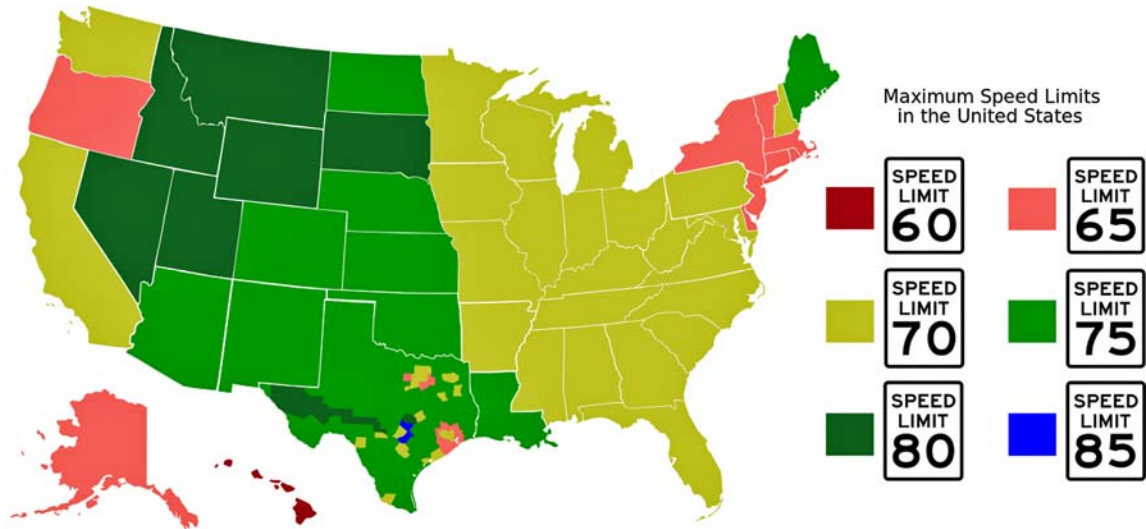 Maximum Speed Limits
in the United States
SPEED
LIMIT
60
SPEED
LIMIT
65
SPEED
LIMIT
70
SPEED
LIMIT
75
SPEED
LIMIT
80
SPEED
LIMIT
85